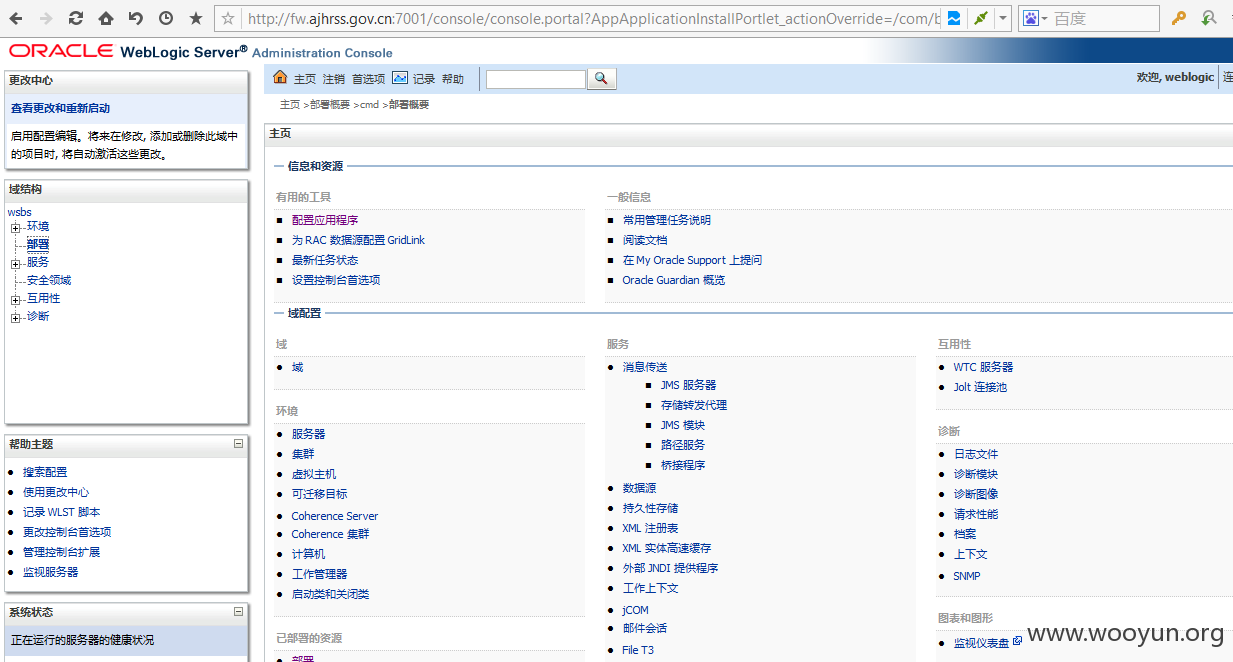 http://fw.ajhrss.gov.cn:7001/console/console.portal?AppApplicationInstallPortlet_actionOverride=/com/b
百度
ORACLE WebLogic Server® Administration Console
更改中心
查看更改和重新启动
启用配置编辑。将来在修改, 添加或删除此域中
的项目时, 将自动激活这些更改。
域结构
wsbs
环境
部署
服务
安全领域
互用性
诊断
帮助主题
搜索配置
使用更改中心
记录 WLST 脚本
更改控制台首选项
管理控制台扩展
监视服务器
系统状态
正在运行的服务器的健康状况
主页 注销 首选项 记录 帮助
欢迎, weblogic
主页 >部署概要 >cmd >部署概要
主页
信息和资源
有用的工具
配置应用程序
为 RAC 数据源配置 GridLink
最新任务状态
设置控制台首选项
一般信息
常用管理任务说明
阅读文档
在 My Oracle Support 上提问
Oracle Guardian 概览
域配置
域
域
环境
服务器
集群
虚拟主机
可迁移目标
Coherence Server
Coherence 集群
计算机
工作管理器
启动类和关闭类
已部署的资源
部署
服务
消息传送
JMS 服务器
存储转发代理
JMS 模块
路径服务
桥接程序
数据源
持久性存储
XML 注册表
XML 实体高速缓存
外部 JNDI 提供程序
工作上下文
jCOM
邮件会话
File T3
互用性
WTC 服务器
Jolt 连接池
诊断
日志文件
诊断模块
诊断图像
请求性能
档案
上下文
SNMP
图表和图形
监视仪表盘
www.wooyun.org